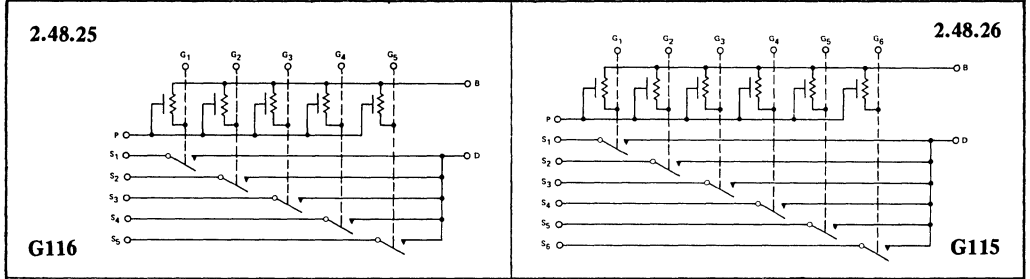 2.48.25
G1 G2 G3 G4 G5
B
P
S1 D
S2
S3
S4
S5
G116
2.48.26
G1 G2 G3 G4 G5 G6
B
P
S1 D
S2
S3
S4
S5
S6
G115